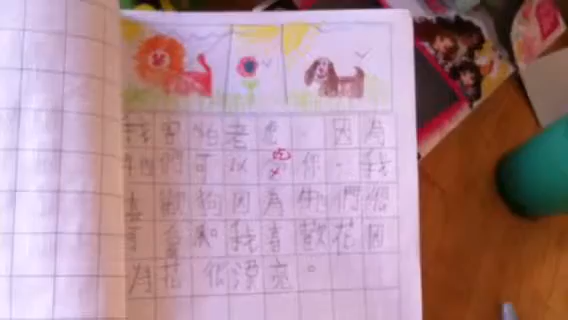 我害怕老虎。因為
牠們可以吃你。我
喜歡狗因為牠們很
可愛和我喜歡花因
為花很漂亮。